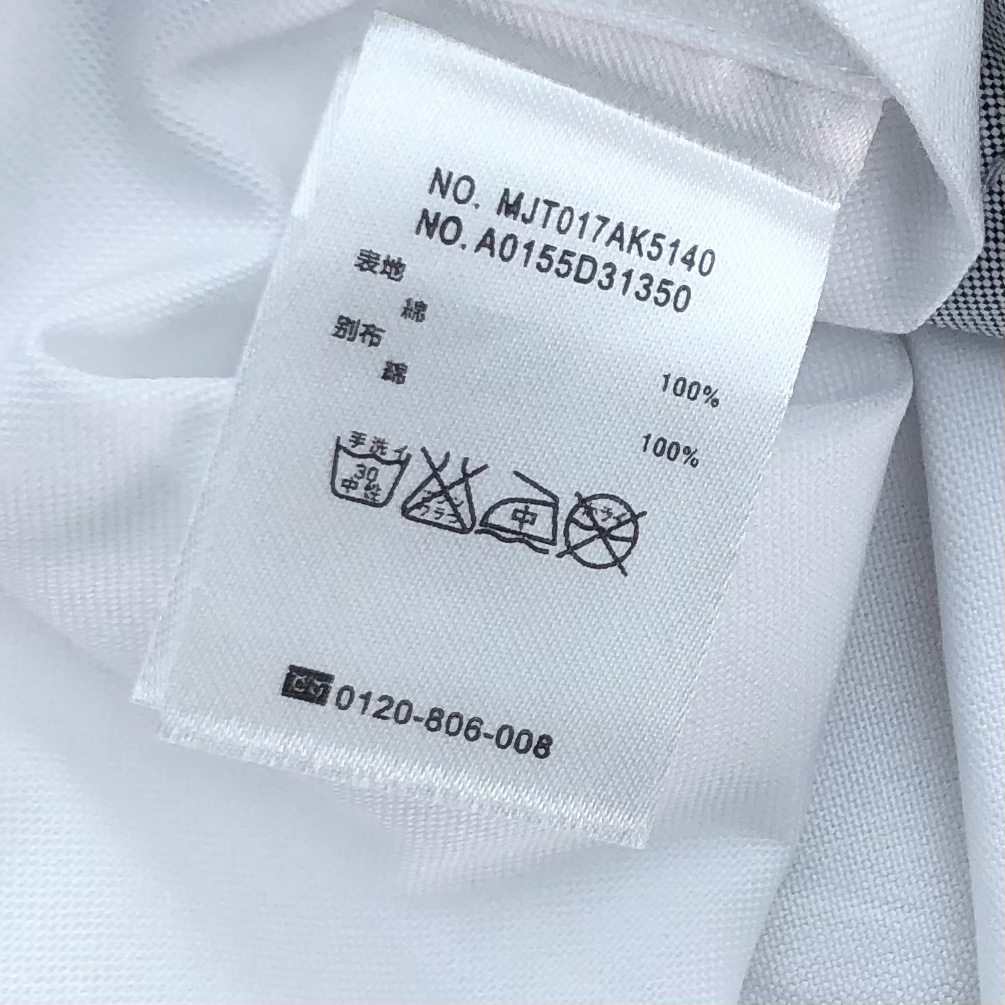 NO. MJT017AK5140
NO. A0155D31350
表地
綿 100%
別布
綿 100%
手洗イ
30
中性
中
0120-806-008